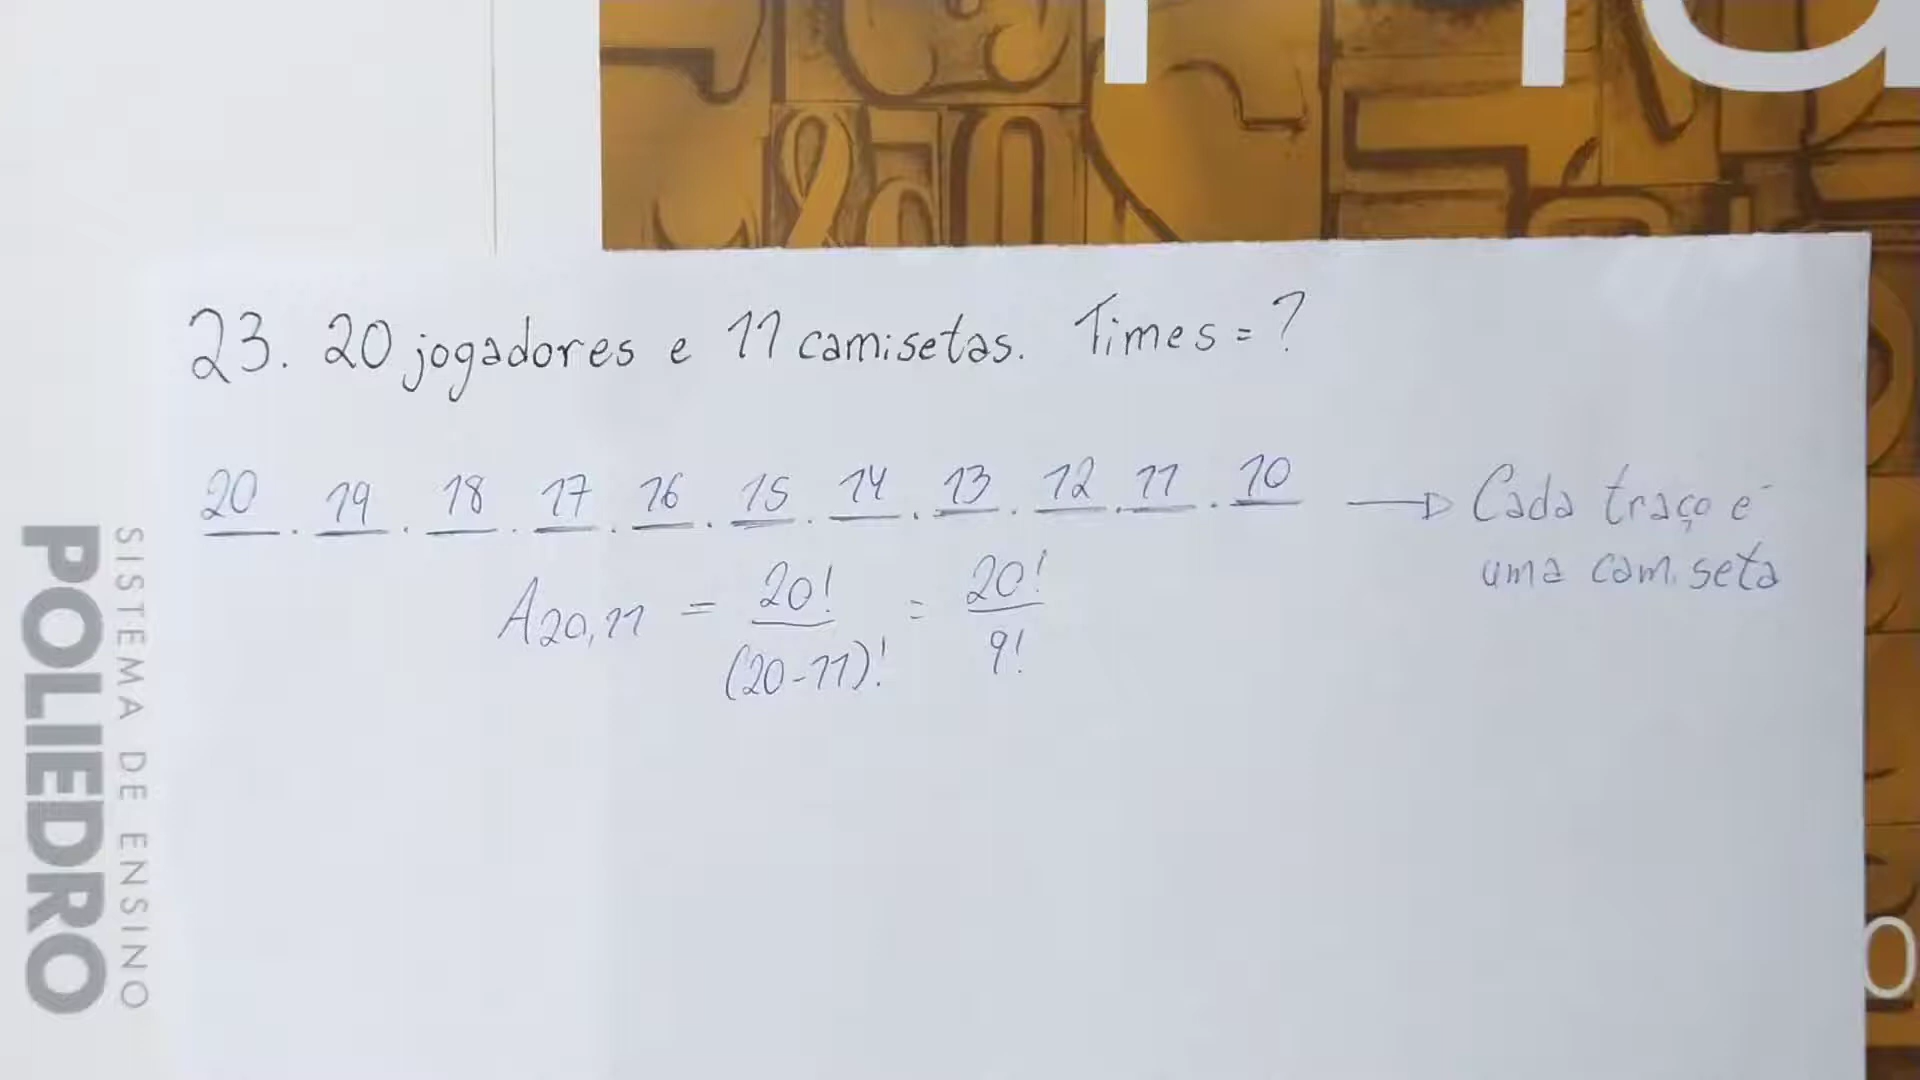 23. 20 jogadores e 11 camisetas. Times = ?
20 . 19 . 18 . 17 . 16 . 15 . 14 . 13 . 12 . 11 . 10 → Cada traço é
uma camiseta
A20,11 = 20!/(20-11)! = 20!/9!
SISTEMA DE ENSINO
POLIEDRO